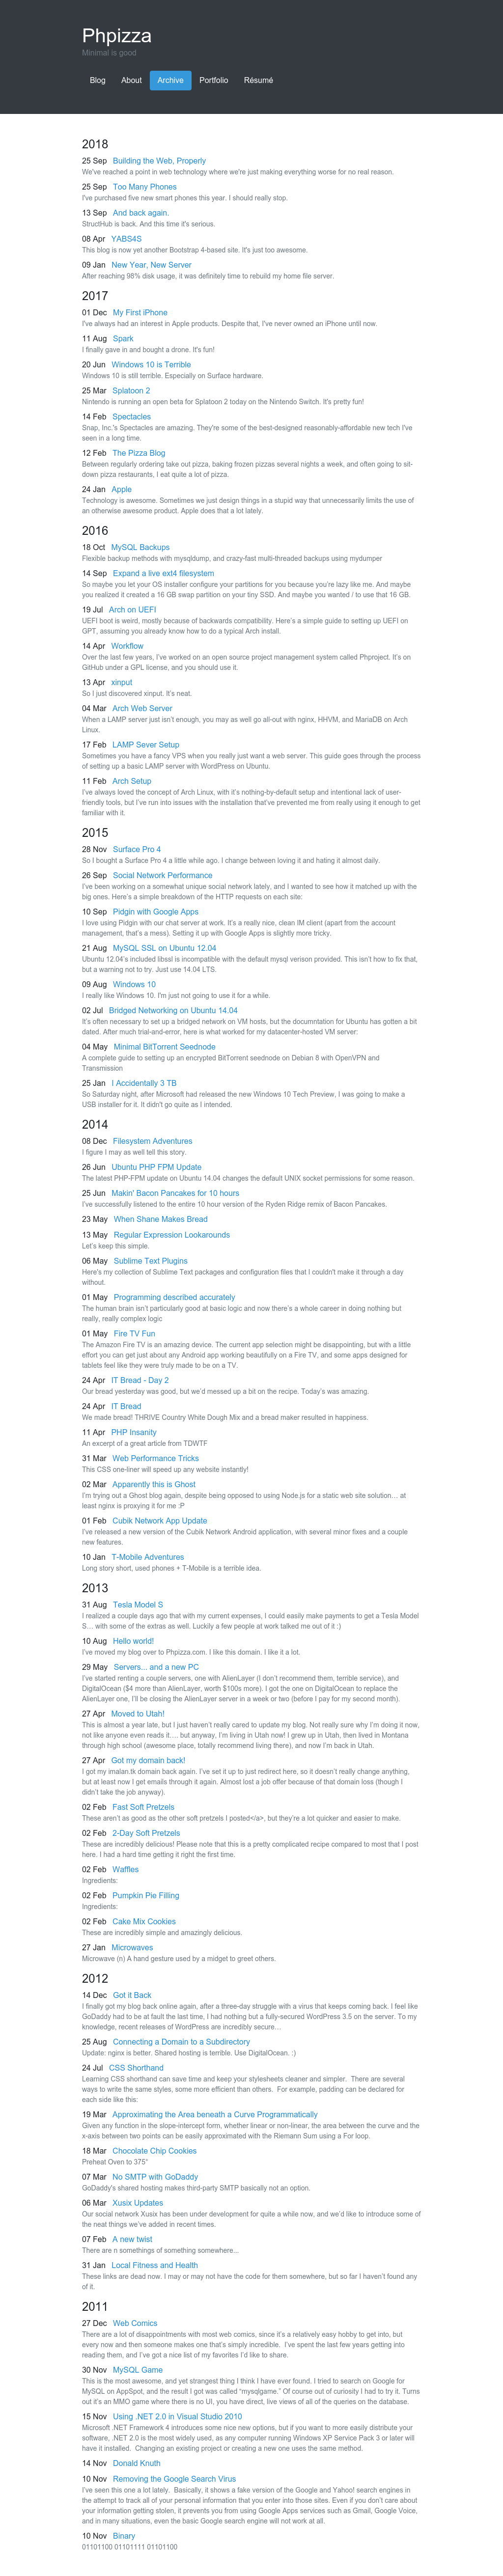 Phpizza
Minimal is good
Blog About Archive Portfolio Résumé
2018
25 Sep Building the Web, Properly
We've reached a point in web technology where we're just making everything worse for no real reason.
25 Sep Too Many Phones
I've purchased five new smart phones this year. I should really stop.
13 Sep And back again.
StructHub is back. And this time it's serious.
08 Apr YABS4S
This blog is now yet another Bootstrap 4-based site. It's just too awesome.
09 Jan New Year, New Server
After reaching 98% disk usage, it was definitely time to rebuild my home file server.
2017
01 Dec My First iPhone
I've always had an interest in Apple products. Despite that, I've never owned an iPhone until now.
11 Aug Spark
I finally gave in and bought a drone. It's fun!
20 Jun Windows 10 is Terrible
Windows 10 is still terrible. Especially on Surface hardware.
25 Mar Splatoon 2
Nintendo is running an open beta for Splatoon 2 today on the Nintendo Switch. It's pretty fun!
14 Feb Spectacles
Snap, Inc.'s Spectacles are amazing. They're some of the best-designed reasonably-affordable new tech I've
seen in a long time.
12 Feb The Pizza Blog
Between regularly ordering take out pizza, baking frozen pizzas several nights a week, and often going to sit-
down pizza restaurants, I eat quite a lot of pizza.
24 Jan Apple
Technology is awesome. Sometimes we just design things in a stupid way that unnecessarily limits the use of
an otherwise awesome product. Apple does that a lot lately.
2016
18 Oct MySQL Backups
Flexible backup methods with mysqldump, and crazy-fast multi-threaded backups using mydumper
14 Sep Expand a live ext4 filesystem
So maybe you let your OS installer configure your partitions for you because you're lazy like me. And maybe
you realized it created a 16 GB swap partition on your tiny SSD. And maybe you wanted / to use that 16 GB.
19 Jul Arch on UEFI
UEFI boot is weird, mostly because of backwards compatibility. Here's a simple guide to setting up UEFI on
GPT, assuming you already know how to do a typical Arch install.
14 Apr Workflow
Over the last few years, I've worked on an open source project management system called Phproject. It's on
GitHub under a GPL license, and you should use it.
13 Apr xinput
So I just discovered xinput. It's neat.
04 Mar Arch Web Server
When a LAMP server just isn't enough, you may as well go all-out with nginx, HHVM, and MariaDB on Arch
Linux.
17 Feb LAMP Sever Setup
Sometimes you have a fancy VPS when you really just want a web server. This guide goes through the process
of setting up a basic LAMP server with WordPress on Ubuntu.
11 Feb Arch Setup
I've always loved the concept of Arch Linux, with it's nothing-by-default setup and intentional lack of user-
friendly tools, but I've run into issues with the installation that've prevented me from really using it enough to get
familiar with it.
2015
28 Nov Surface Pro 4
So I bought a Surface Pro 4 a little while ago. I change between loving it and hating it almost daily.
26 Sep Social Network Performance
I've been working on a somewhat unique social network lately, and I wanted to see how it matched up with the
big ones. Here's a simple breakdown of the HTTP requests on each site:
10 Sep Pidgin with Google Apps
I love using Pidgin with our chat server at work. It's a really nice, clean IM client (apart from the account
management, that's a mess). Setting it up with Google Apps is slightly more tricky.
21 Aug MySQL SSL on Ubuntu 12.04
Ubuntu 12.04's included libssl is incompatible with the default mysql verison provided. This isn't how to fix that,
but a warning not to try. Just use 14.04 LTS.
09 Aug Windows 10
I really like Windows 10. I'm just not going to use it for a while.
02 Jul Bridged Networking on Ubuntu 14.04
It's often necessary to set up a bridged network on VM hosts, but the documntation for Ubuntu has gotten a bit
dated. After much trial-and-error, here is what worked for my datacenter-hosted VM server:
04 May Minimal BitTorrent Seednode
A complete guide to setting up an encrypted BitTorrent seednode on Debian 8 with OpenVPN and
Transmission
25 Jan I Accidentally 3 TB
So Saturday night, after Microsoft had released the new Windows 10 Tech Preview, I was going to make a
USB installer for it. It didn't go quite as I intended.
2014
08 Dec Filesystem Adventures
I figure I may as well tell this story.
26 Jun Ubuntu PHP FPM Update
The latest PHP-FPM update on Ubuntu 14.04 changes the default UNIX socket permissions for some reason.
25 Jun Makin' Bacon Pancakes for 10 hours
I've successfully listened to the entire 10 hour version of the Ryden Ridge remix of Bacon Pancakes.
23 May When Shane Makes Bread
13 May Regular Expression Lookarounds
Let's keep this simple.
06 May Sublime Text Plugins
Here's my collection of Sublime Text packages and configuration files that I couldn't make it through a day
without.
01 May Programming described accurately
The human brain isn't particularly good at basic logic and now there's a whole career in doing nothing but
really, really complex logic
01 May Fire TV Fun
The Amazon Fire TV is an amazing device. The current app selection might be disappointing, but with a little
effort you can get just about any Android app working beautifully on a Fire TV, and some apps designed for
tablets feel like they were truly made to be on a TV.
24 Apr IT Bread - Day 2
Our bread yesterday was good, but we'd messed up a bit on the recipe. Today's was amazing.
24 Apr IT Bread
We made bread! THRIVE Country White Dough Mix and a bread maker resulted in happiness.
11 Apr PHP Insanity
An excerpt of a great article from TDWTF
31 Mar Web Performance Tricks
This CSS one-liner will speed up any website instantly!
02 Mar Apparently this is Ghost
I'm trying out a Ghost blog again, despite being opposed to using Node.js for a static web site solution… at
least nginx is proxying it for me :P
01 Feb Cubik Network App Update
I've released a new version of the Cubik Network Android application, with several minor fixes and a couple
new features.
10 Jan T-Mobile Adventures
Long story short, used phones + T-Mobile is a terrible idea.
2013
31 Aug Tesla Model S
I realized a couple days ago that with my current expenses, I could easily make payments to get a Tesla Model
S… with some of the extras as well. Luckily a few people at work talked me out of it :)
10 Aug Hello world!
I've moved my blog over to Phpizza.com. I like this domain. I like it a lot.
29 May Servers... and a new PC
I've started renting a couple servers, one with AlienLayer (I don't recommend them, terrible service), and
DigitalOcean ($4 more than AlienLayer, worth $100s more). I got the one on DigitalOcean to replace the
AlienLayer one, I'll be closing the AlienLayer server in a week or two (before I pay for my second month).
27 Apr Moved to Utah!
This is almost a year late, but I just haven't really cared to update my blog. Not really sure why I'm doing it now,
not like anyone even reads it…. but anyway, I'm living in Utah now! I grew up in Utah, then lived in Montana
through high school (awesome place, totally recommend living there), and now I'm back in Utah.
27 Apr Got my domain back!
I got my imalan.tk domain back again. I've set it up to just redirect here, so it doesn't really change anything,
but at least now I get emails through it again. Almost lost a job offer because of that domain loss (though I
didn't take the job anyway).
02 Feb Fast Soft Pretzels
These aren't as good as the other soft pretzels I posted</a>, but they're a lot quicker and easier to make.
02 Feb 2-Day Soft Pretzels
These are incredibly delicious! Please note that this is a pretty complicated recipe compared to most that I post
here. I had a hard time getting it right the first time.
02 Feb Waffles
Ingredients:
02 Feb Pumpkin Pie Filling
Ingredients:
02 Feb Cake Mix Cookies
These are incredibly simple and amazingly delicious.
27 Jan Microwaves
Microwave (n) A hand gesture used by a midget to greet others.
2012
14 Dec Got it Back
I finally got my blog back online again, after a three-day struggle with a virus that keeps coming back. I feel like
GoDaddy had to be at fault the last time, I had nothing but a fully-secured WordPress 3.5 on the server. To my
knowledge, recent releases of WordPress are incredibly secure…
25 Aug Connecting a Domain to a Subdirectory
Update: nginx is better. Shared hosting is terrible. Use DigitalOcean. :)
24 Jul CSS Shorthand
Learning CSS shorthand can save time and keep your stylesheets cleaner and simpler. There are several
ways to write the same styles, some more efficient than others. For example, padding can be declared for
each side like this:
19 Mar Approximating the Area beneath a Curve Programmatically
Given any function in the slope-intercept form, whether linear or non-linear, the area between the curve and the
x-axis between two points can be easily approximated with the Riemann Sum using a For loop.
18 Mar Chocolate Chip Cookies
Preheat Oven to 375°
07 Mar No SMTP with GoDaddy
GoDaddy's shared hosting makes third-party SMTP basically not an option.
06 Mar Xusix Updates
Our social network Xusix has been under development for quite a while now, and we'd like to introduce some of
the neat things we've added in recent times.
07 Feb A new twist
There are n somethings of something somewhere...
31 Jan Local Fitness and Health
These links are dead now. I may or may not have the code for them somewhere, but so far I haven't found any
of it.
2011
27 Dec Web Comics
There are a lot of disappointments with most web comics, since it's a relatively easy hobby to get into, but
every now and then someone makes one that's simply incredible. I've spent the last few years getting into
reading them, and I've got a nice list of my favorites I'd like to share.
30 Nov MySQL Game
This is the most awesome, and yet strangest thing I think I have ever found. I tried to search on Google for
MySQL on AppSpot, and the result I got was called "mysqlgame." Of course out of curiosity I had to try it. Turns
out it's an MMO game where there is no UI, you have direct, live views of all of the queries on the database.
15 Nov Using .NET 2.0 in Visual Studio 2010
Microsoft .NET Framework 4 introduces some nice new options, but if you want to more easily distribute your
software, .NET 2.0 is the most widely used, as any computer running Windows XP Service Pack 3 or later will
have it installed. Changing an existing project or creating a new one uses the same method.
14 Nov Donald Knuth
10 Nov Removing the Google Search Virus
I've seen this one a lot lately. Basically, it shows a fake version of the Google and Yahoo! search engines in
the attempt to track all of your personal information that you enter into those sites. Even if you don't care about
your information getting stolen, it prevents you from using Google Apps services such as Gmail, Google Voice,
and in many situations, even the basic Google search engine will not work at all.
10 Nov Binary
01101100 01101111 01101100